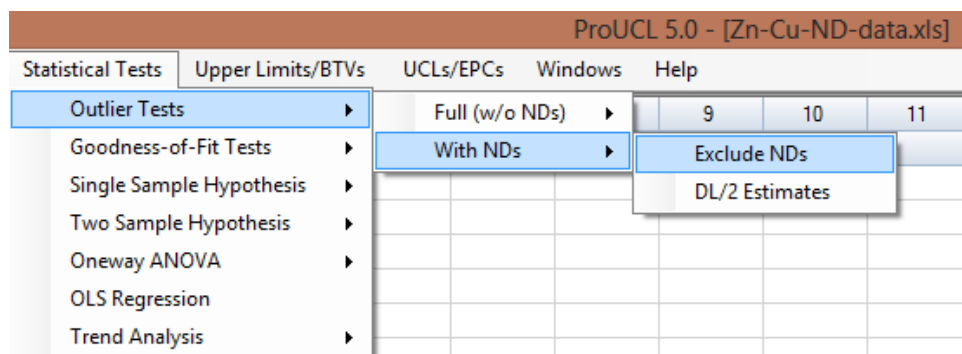 ProUCL 5.0 - [Zn-Cu-ND-data.xls]
Statistical Tests Upper Limits/BTVs UCLs/EPCs Windows Help
Outlier Tests Full (w/o NDs) 9 10 11
Goodness-of-Fit Tests With NDs Exclude NDs
Single Sample Hypothesis DL/2 Estimates
Two Sample Hypothesis
Oneway ANOVA
OLS Regression
Trend Analysis